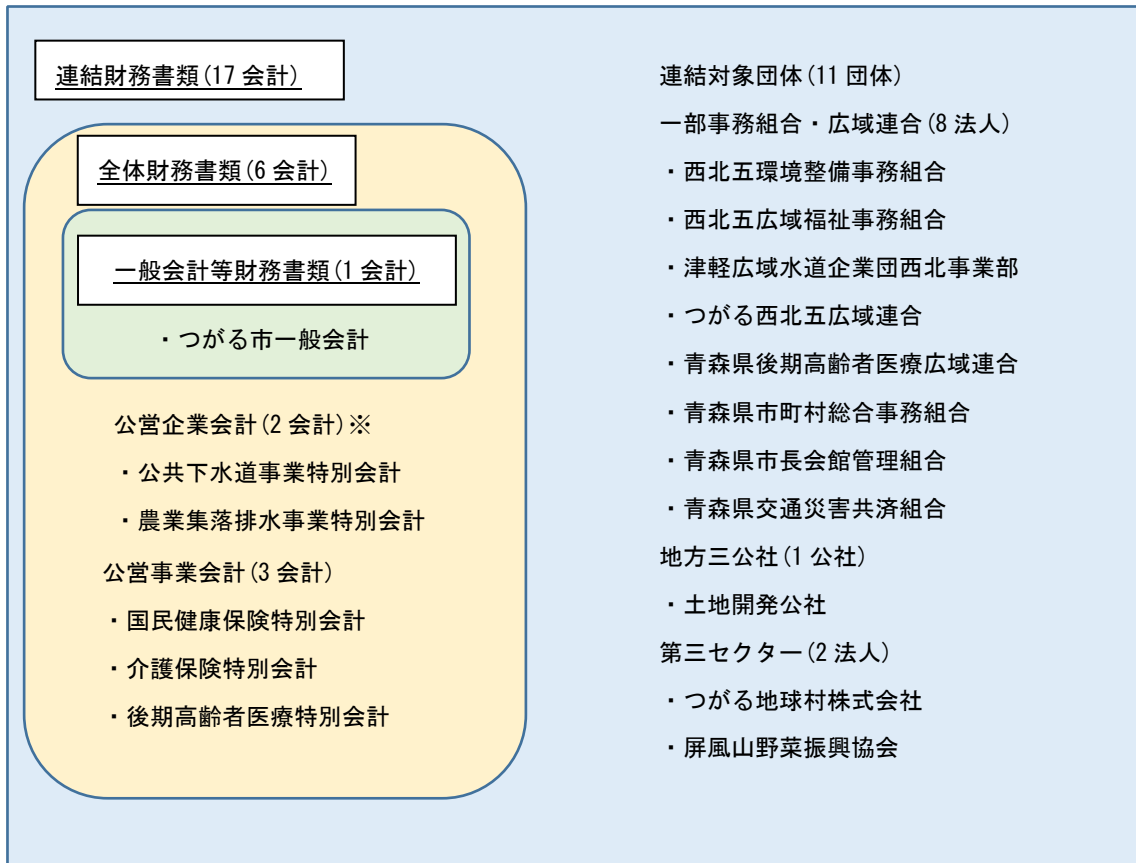 連結財務書類(17 会計)
全体財務書類(6 会計)
一般会計等財務書類(1 会計)
・つがる市一般会計
公営企業会計(2 会計)※
・公共下水道事業特別会計
・農業集落排水事業特別会計
公営事業会計(3 会計)
・国民健康保険特別会計
・介護保険特別会計
・後期高齢者医療特別会計
連結対象団体(11 団体)
一部事務組合・広域連合(8 法人)
・西北五環境整備事務組合
・西北五広域福祉事務組合
・津軽広域水道企業団西北事業部
・つがる西北五広域連合
・青森県後期高齢者医療広域連合
・青森県市町村総合事務組合
・青森県市長会館管理組合
・青森県交通災害共済組合
地方三公社(1 公社)
・土地開発公社
第三セクター(2 法人)
・つがる地球村株式会社
・屏風山野菜振興協会